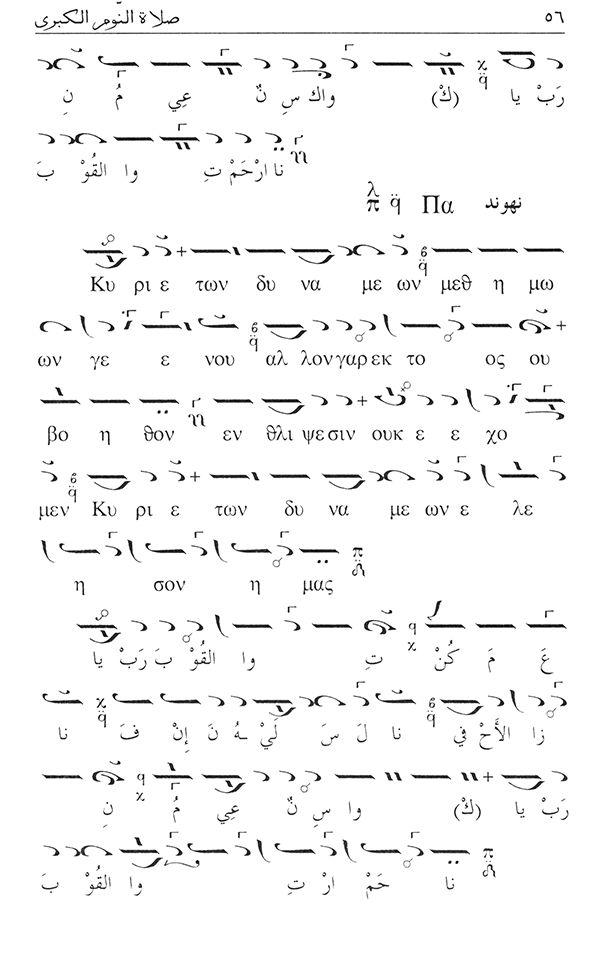 صلاة النّوم الكبرى ٥٦
نِ مُ عِي نٌ سِ واك (كْ) يا رَبْ
بَ القُوْ وا تِ ارْحَمْ نا
نهوند Πα
Κυ ρι ε των δυ να με ων μεθ η μω
ων γε ε νου αλ λον γαρ εκ το ος ου
βο η θον εν θλι ψε σιν ουκ ε ε χο
μεν Κυ ρι ε των δυ να με ων ε λε
η σον η μας
يا رَبْ بَ القُوْ وا تِ كُنْ مَ عَ
نا فَ إِنْ نَ هُـ لَيْ سَ لَ نا في الأَحْ زا
نِ مُ عِي نٌ سِ وا (كْ) يا رَبْ
بَ القُوْ وا تِ ارْ حَمْ نا